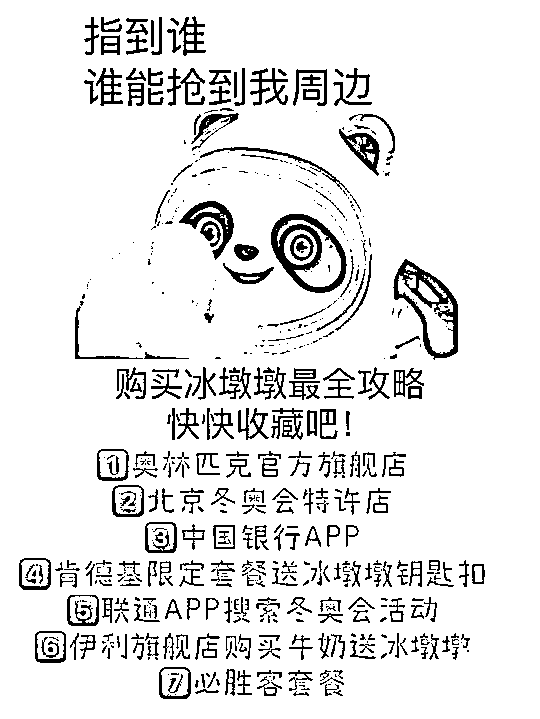 指到谁
谁能抢到我周边
购买冰墩墩最全攻略
快快收藏吧!
1奥林匹克官方旗舰店
2北京冬奥会特许店
3中国银行APP
4肯德基限定套餐送冰墩墩钥匙扣
5联通APP搜索冬奥会活动
6伊利旗舰店购买牛奶送冰墩墩
7必胜客套餐